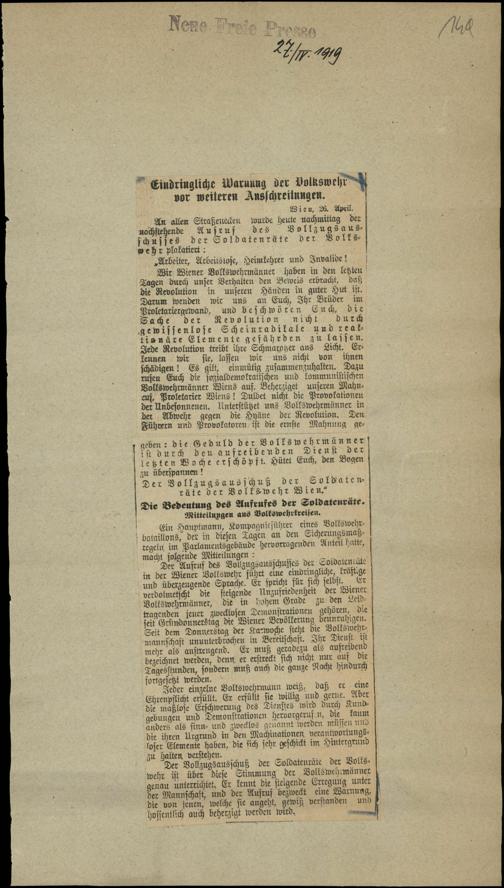 Neue Freie Presse
27/IV. 1919
Eindringliche Warnung der Volkswehr
vor weiteren Ausschreitungen.
Wien, 26. April.
An allen Straßenecken wurde heute nachmittag der
nachstehende Aufruf des Vollzugsaus-
schusses der Soldatenräte der Volks-
wehr plakatiert:
„Arbeiter, Arbeitslose, Heimkehrer und Invalide!
Wir Wiener Volkswehrmänner haben in den letzten
Tagen durch unser Verhalten den Beweis erbracht, daß
die Revolution in unseren Händen in guter Hut ist.
Darum wenden wir uns an Euch, Ihr Brüder im
Proletariergewand, und beschwören Euch, die
Sache der Revolution nicht durch
gewissenlose Scheinradikale und reak-
tionäre Elemente gefährden zu lassen.
Jede Revolution treibt ihre Schmarotzer ans Licht. Er-
kennen wir sie, lassen wir uns nicht von ihnen
schädigen! Es gilt, einmütig zusammenzuhalten. Dazu
rufen Euch die sozialdemokratischen und kommunistischen
Volkswehrmänner Wiens auf. Beherziget unseren Mahn-
ruf, Proletarier Wiens! Duldet nicht die Provokationen
der Unbesonnenen. Unterstützet uns Volkswehrmänner in
der Abwehr gegen die Hyäne der Revolution. Den
Führern und Provokatoren ist die ernste Mahnung ge-
geben: die Geduld der Volkswehrmänner
ist durch den aufreibenden Dienst der
letzten Woche erschöpft. Hütet Euch, den Bogen
zu überspannen!
Der Vollzugsausschuß der Soldaten-
räte der Volkswehr Wien."
Die Bedeutung des Aufrufes der Soldatenräte.
Mitteilungen aus Volkswehrkreisen.
Ein Hauptmann, Kompagnieführer eines Volkswehr-
bataillons, der in diesen Tagen an den Sicherungsmaß-
regeln im Parlamentsgebäude hervorragenden Anteil hatte,
macht folgende Mitteilungen:
Der Aufruf des Vollzugsausschusses der Soldatenräte
in der Wiener Volkswehr führt eine eindringliche, kräftige
und überzeugende Sprache. Er spricht für sich selbst. Er
verdolmetscht die steigende Unzufriedenheit der Wiener
Volkswehrmänner, die in hohem Grade zu den Leid-
tragenden jener zwecklosen Demonstrationen gehören, die
seit Gründonnerstag die Wiener Bevölkerung beunruhigen.
Seit dem Donnerstag der Karwoche steht die Volkswehr-
mannschaft ununterbrochen in Bereitschaft. Ihr Dienst ist
mehr als anstrengend. Er muß geradezu als aufreibend
bezeichnet werden, denn er erstreckt sich nicht nur auf die
Tagesstunden, sondern muß auch die ganze Nacht hindurch
fortgesetzt werden.
Jeder einzelne Volkswehrmann weiß, daß er eine
Ehrenpflicht erfüllt. Er erfüllt sie willig und gerne. Aber
die maßlose Erschwerung des Dienstes wird durch Kund-
gebungen und Demonstrationen hervorgerufen, die kaum
anders als sinn- und zwecklos genannt werden müssen und
die ihren Urgrund in den Machinationen verantwortungs-
loser Elemente haben, die sich sehr geschickt im Hintergrund
zu halten verstehen.
Der Vollzugsausschuß der Soldatenräte der Volks-
wehr ist über diese Stimmung der Volkswehrmänner
genau unterrichtet. Er kennt die steigende Erregung unter
der Mannschaft, und der Aufruf bezweckt eine Warnung,
die von jenen, welche sie angeht, gewiß verstanden und
hoffentlich auch beherzigt werden wird.